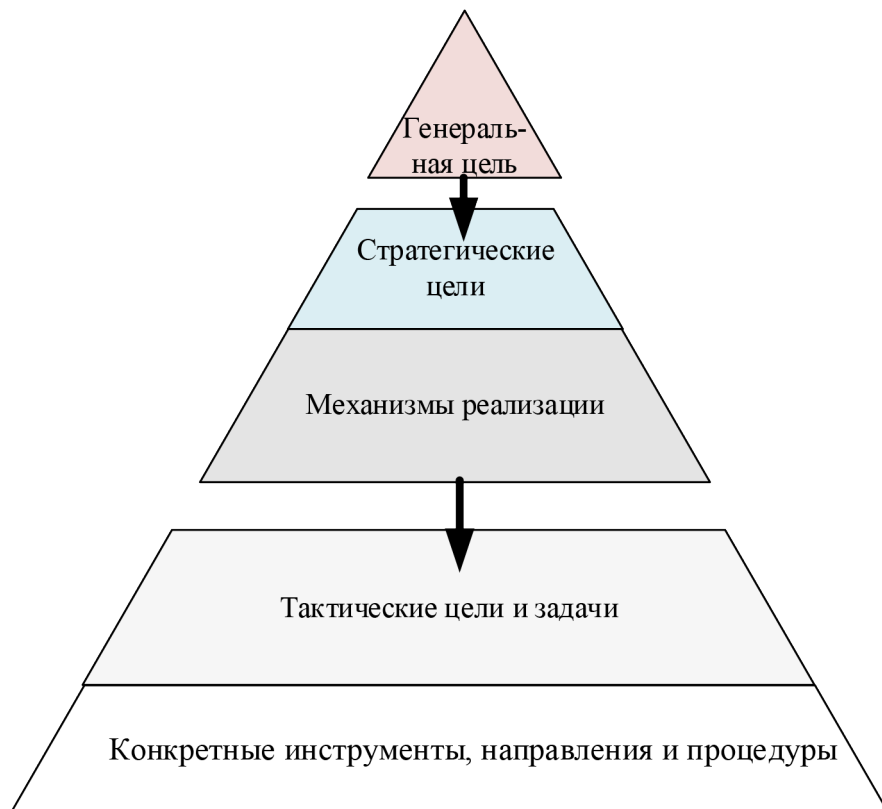 Генераль-
ная цель
Стратегические
цели
Механизмы реализации
Тактические цели и задачи
Конкретные инструменты, направления и процедуры